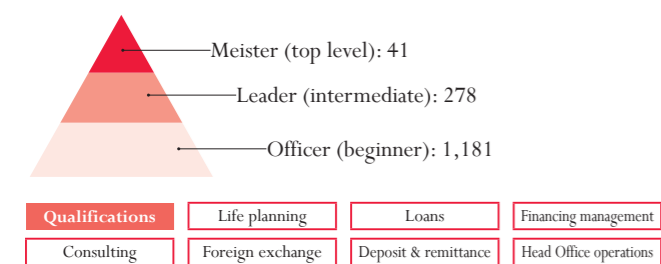 Meister (top level): 41
Leader (intermediate): 278
Officer (beginner): 1,181
Qualifications
Life planning
Loans
Financing management
Consulting
Foreign exchange
Deposit & remittance
Head Office operations